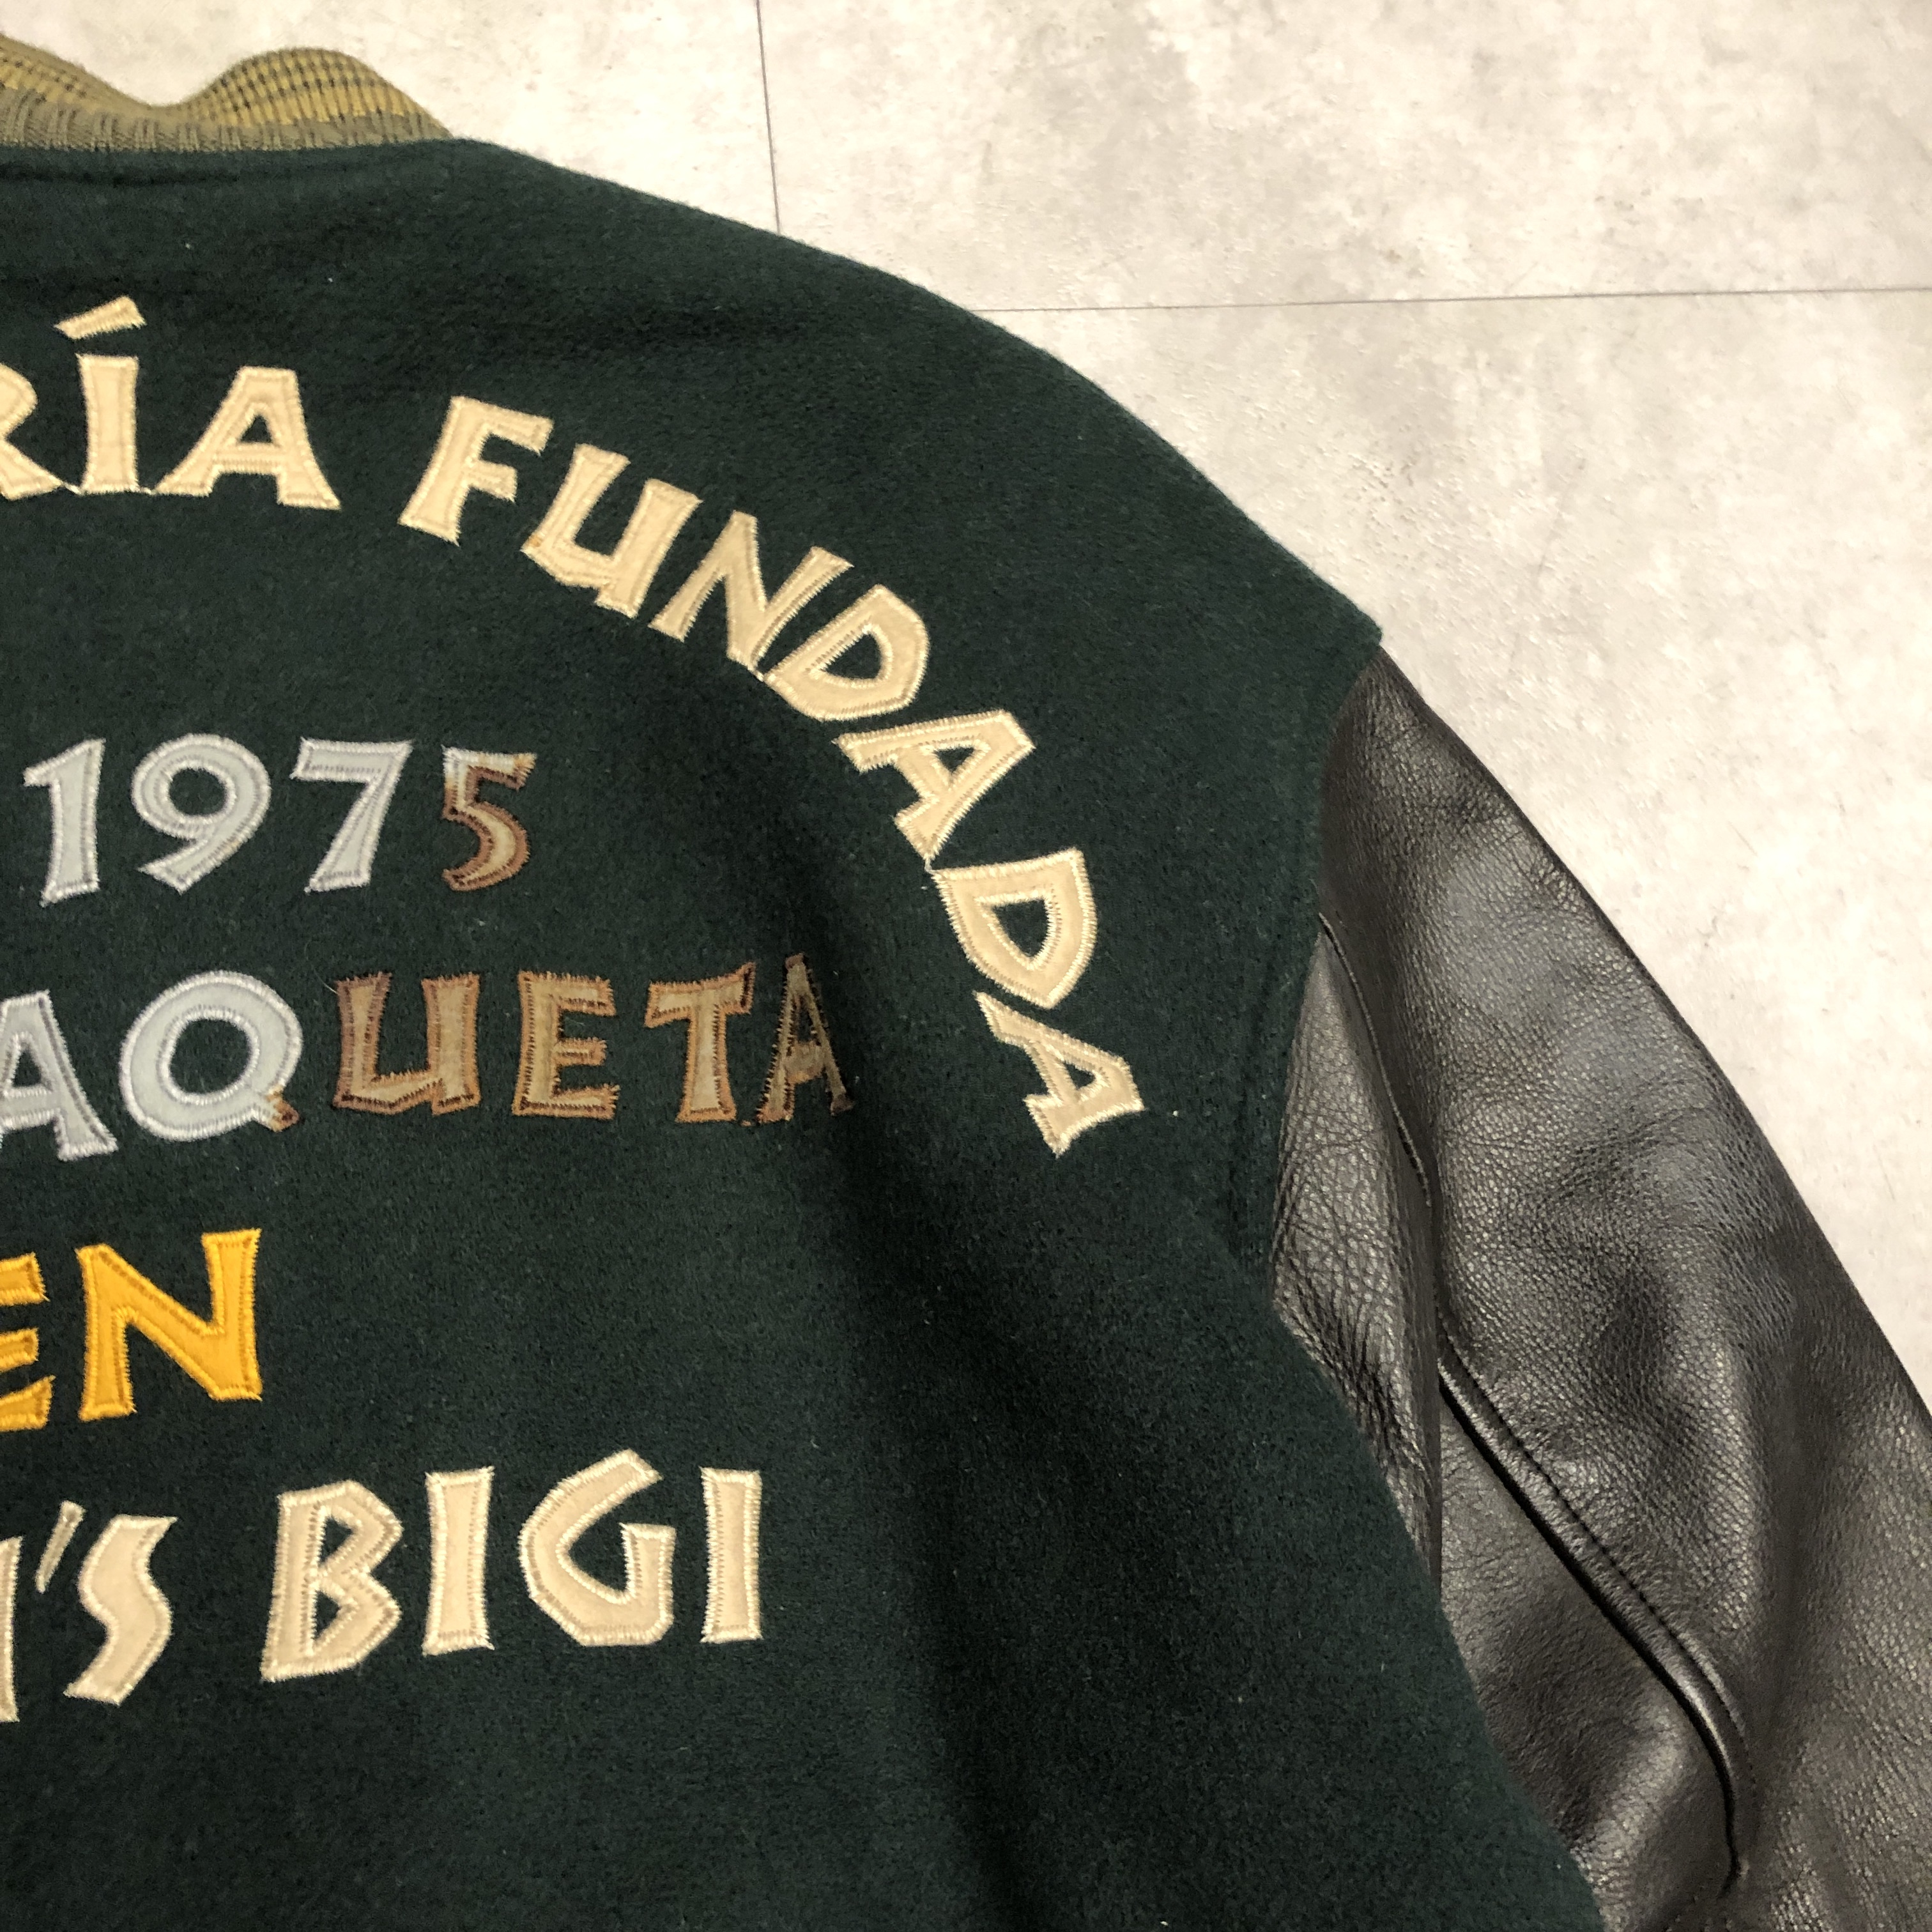 RÍA FUNDADA
1975
AQUETA
EN
'S BIGI